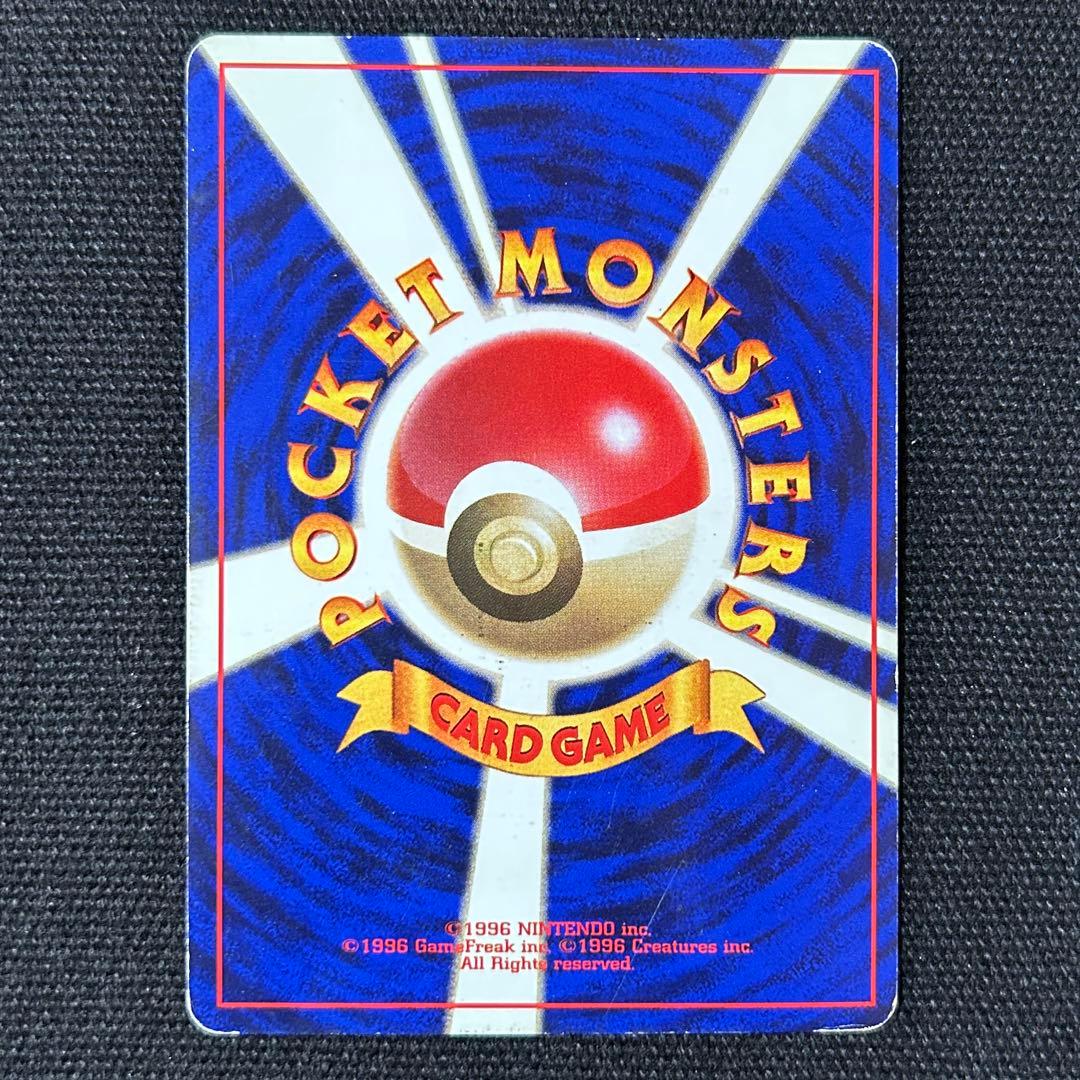 POCKET MONSTERS
CARD GAME
©1996 NINTENDO inc.
©1996 GameFreak inc. ©1996 Creatures inc.
All Rights reserved.